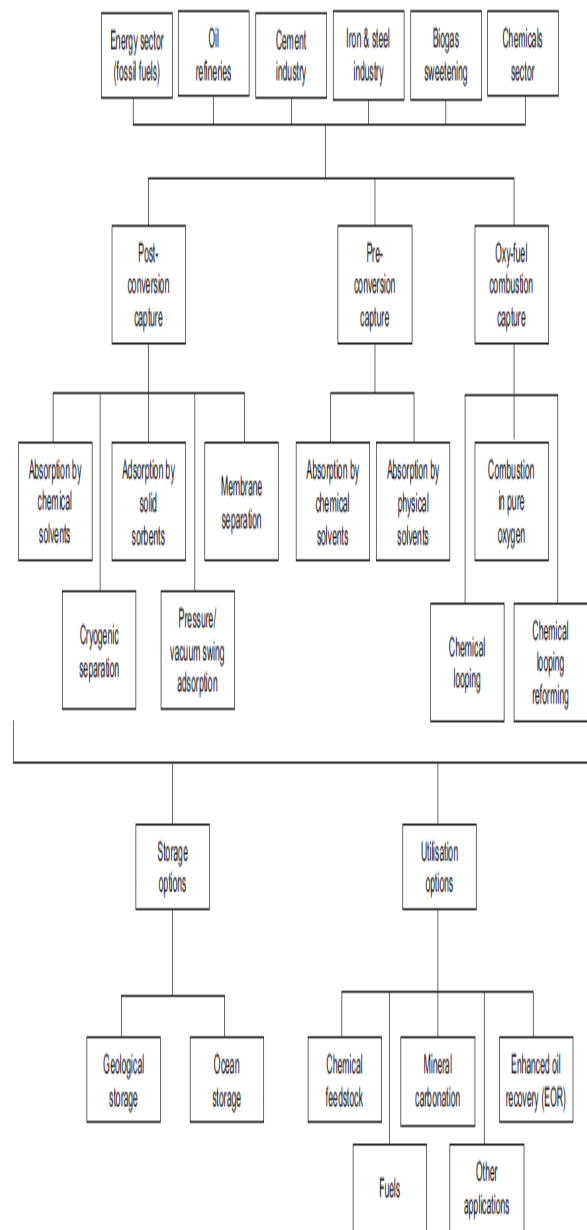 Energy sector
(fossil fuels)
Oil
refineries
Cement
industry
Iron & steel
industry
Biogas
sweetening
Chemicals
sector
Post-
conversion
capture
Pre-
conversion
capture
Oxy-fuel
combustion
capture
Absorption by
chemical
solvents
Adsorption by
solid
sorbents
Membrane
separation
Absorption by
chemical
solvents
Absorption by
physical
solvents
Combustion
in pure
oxygen
Cryogenic
separation
Pressure/
vacuum swing
adsorption
Chemical
looping
Chemical
looping
reforming
Storage
options
Utilisation
options
Geological
storage
Ocean
storage
Chemical
feedstock
Mineral
carbonation
Enhanced oil
recovery (EOR)
Fuels
Other
applications